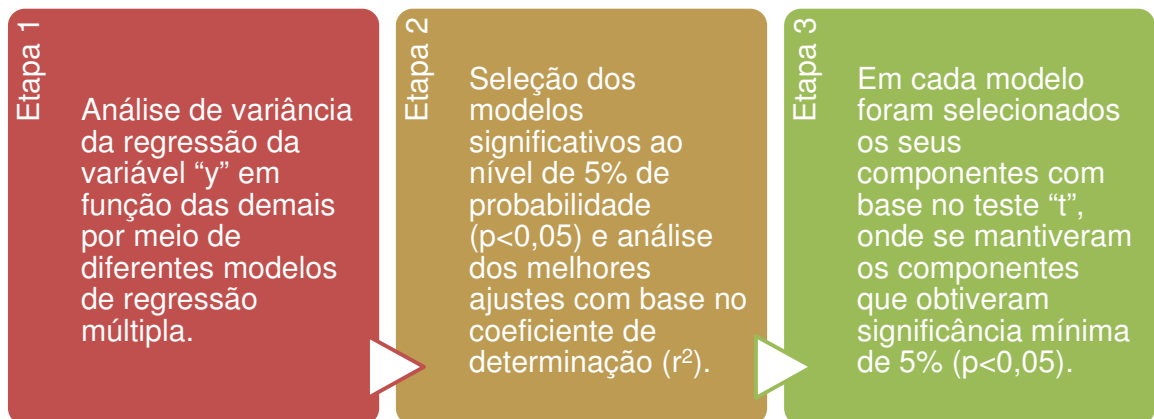 Etapa 1
Análise de variância
da regressão da
variável “y” em
função das demais
por meio de
diferentes modelos
de regressão
múltipla.
Etapa 2
Seleção dos
modelos
significativos ao
nível de 5% de
probabilidade
(p<0,05) e análise
dos melhores
ajustes com base no
coeficiente de
determinação (r²).
Etapa 3
Em cada modelo
foram selecionados
os seus
componentes com
base no teste “t”,
onde se mantiveram
os componentes
que obtiveram
significância mínima
de 5% (p<0,05).